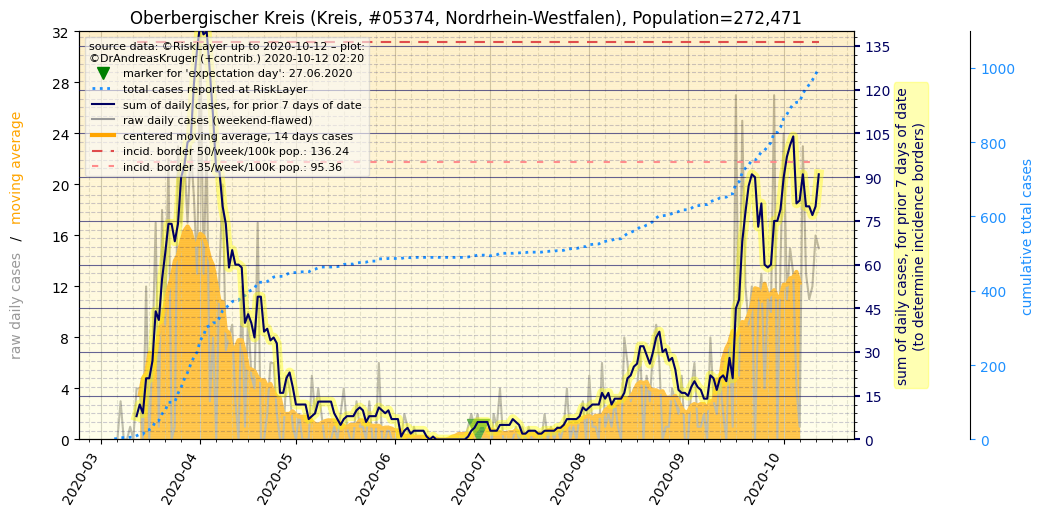 Oberbergischer Kreis (Kreis, #05374, Nordrhein-Westfalen), Population=272,471
source data: ©RiskLayer up to 2020-10-12 – plot:
©DrAndreasKruger (+contrib.) 2020-10-12 02:20
marker for 'expectation day': 27.06.2020
total cases reported at RiskLayer
sum of daily cases, for prior 7 days of date
raw daily cases (weekend-flawed)
centered moving average, 14 days cases
incid. border 50/week/100k pop.: 136.24
incid. border 35/week/100k pop.: 95.36
raw daily cases / moving average
32
28
24
20
16
12
8
4
0
2020-03
2020-04
2020-05
2020-06
2020-07
2020-08
2020-09
2020-10
135
120
105
90
75
60
45
30
15
0
sum of daily cases, for prior 7 days of date
(to determine incidence borders)
1000
800
600
400
200
0
cumulative total cases